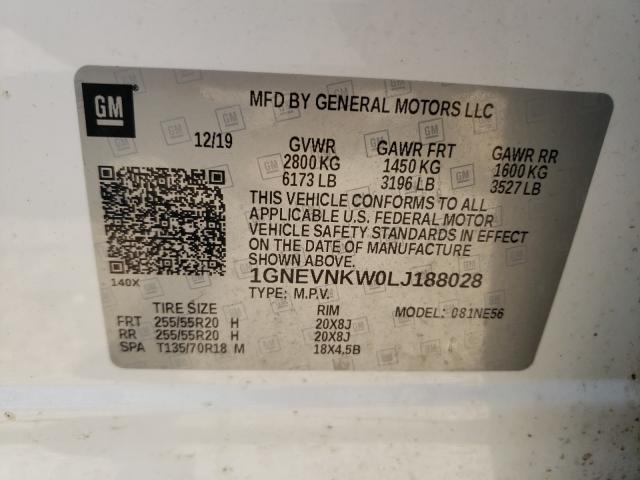 GM
MFD BY GENERAL MOTORS LLC
12/19 GVWR GAWR FRT GAWR RR
2800 KG 1450 KG 1600 KG
6173 LB 3196 LB 3527 LB
THIS VEHICLE CONFORMS TO ALL
APPLICABLE U.S. FEDERAL MOTOR
VEHICLE SAFETY STANDARDS IN EFFECT
ON THE DATE OF MANUFACTURE
SHOWN ABOVE.
140X
1GNEVNKW0LJ188028
TYPE: M.P.V.
TIRE SIZE RIM MODEL: 081NE56
FRT 255/55R20 H 20X8J
RR 255/55R20 H 20X8J
SPA T135/70R18 M 18X4.5B